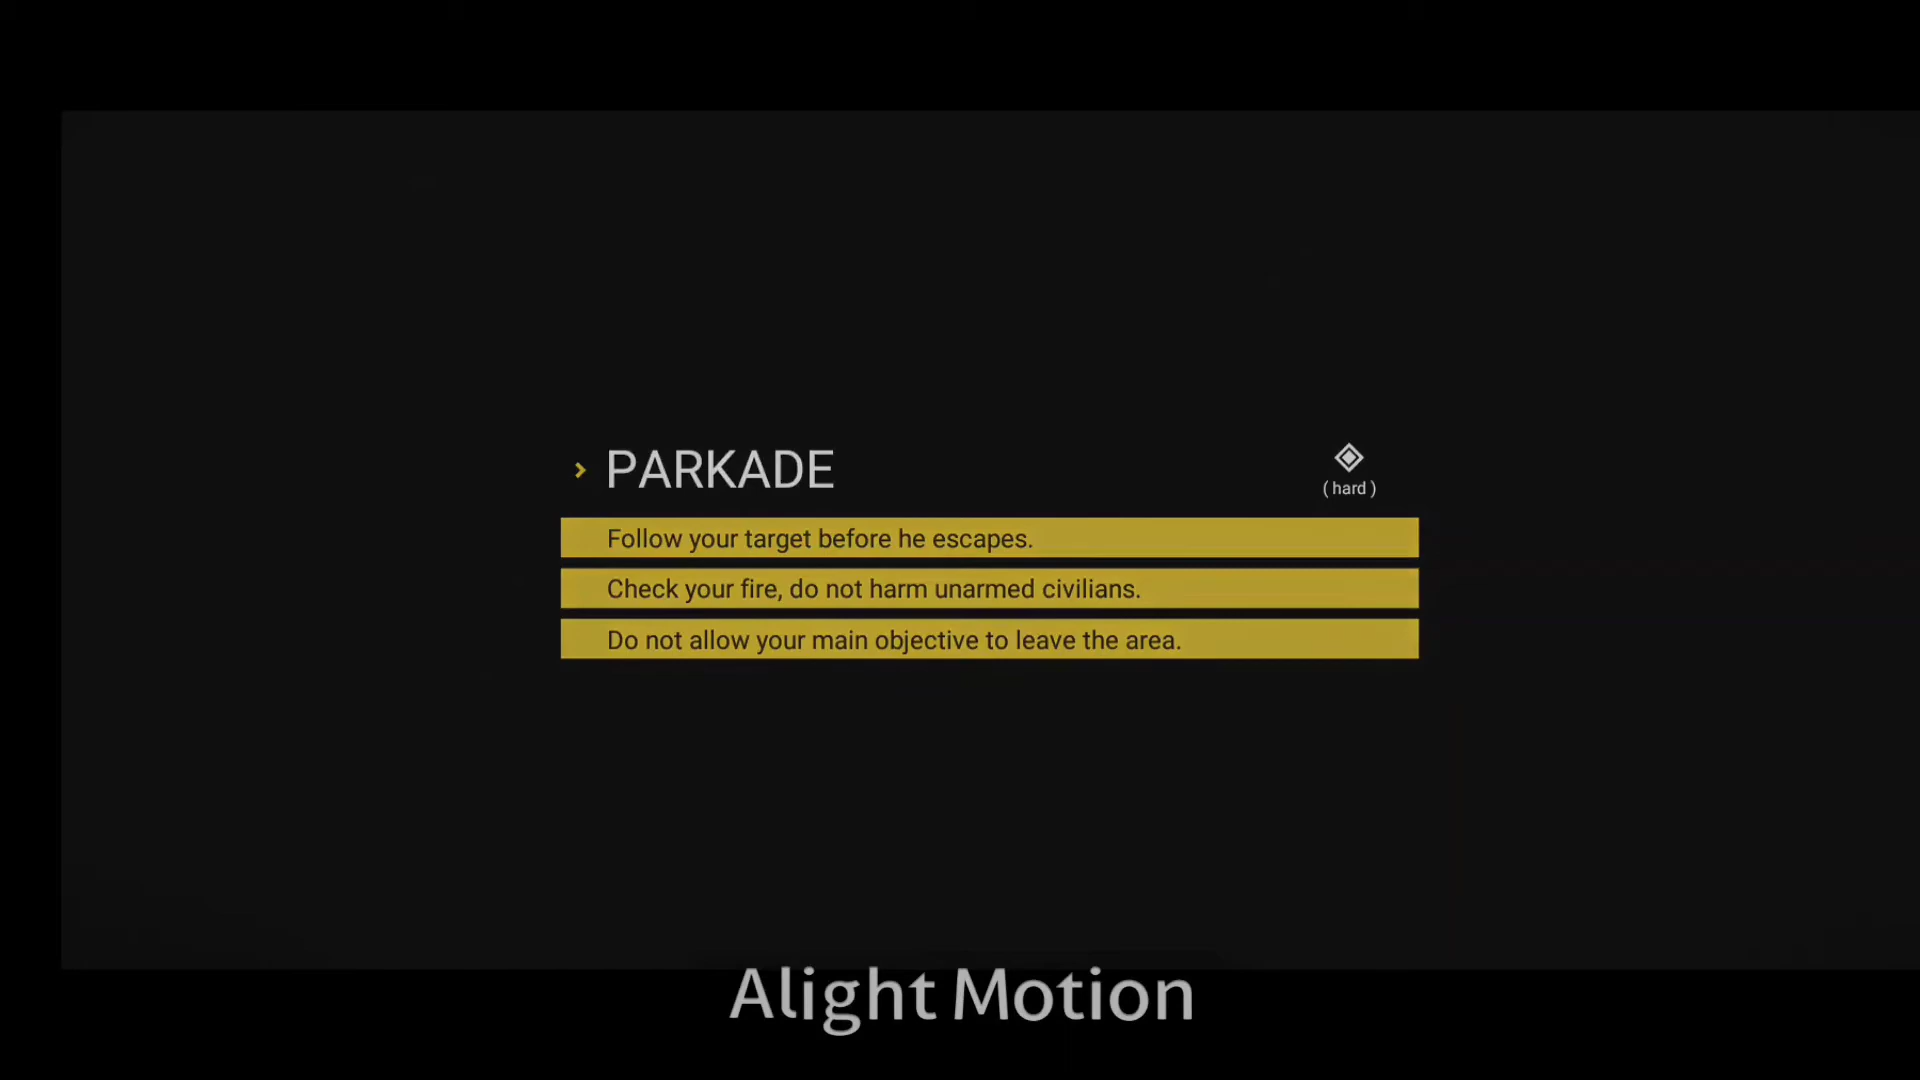 PARKADE
( hard )
Follow your target before he escapes.
Check your fire, do not harm unarmed civilians.
Do not allow your main objective to leave the area.
Alight Motion